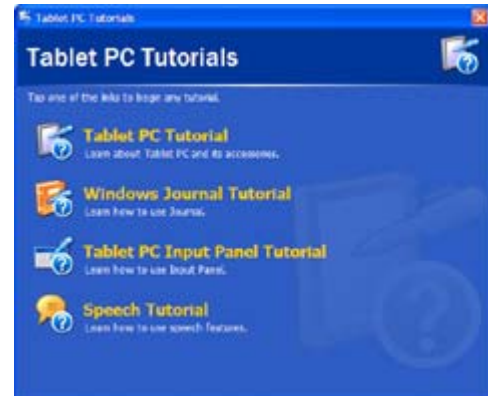 Tablet PC Tutorials
Tablet PC Tutorials
Tap one of the links to begin any tutorial.
Tablet PC Tutorial
Learn about Tablet PC and its accessories.
Windows Journal Tutorial
Learn how to use Journal.
Tablet PC Input Panel Tutorial
Learn how to use Input Panel.
Speech Tutorial
Learn how to use speech features.